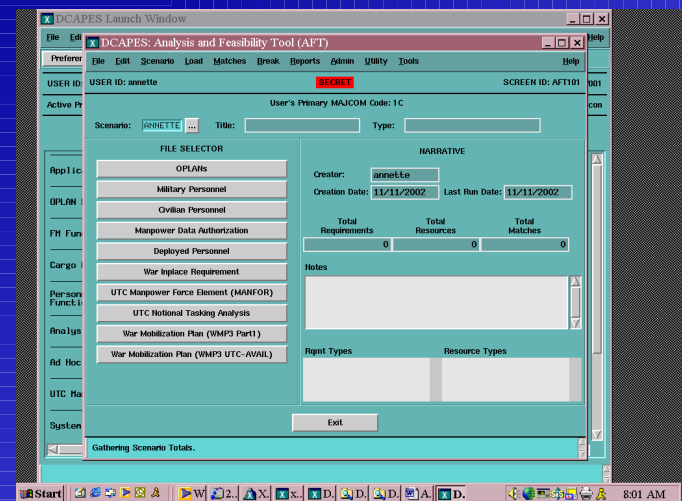 DCAPES Launch Window
File Edi Help
DCAPES: Analysis and Feasibility Tool (AFT)
Preferen
File Edit Scenario Load Matches Break Reports Admin Utility Tools Help
USER ID:
USER ID: annette SECRET SCREEN ID: AFT101
001
Active Pr
User's Primary MAJCOM Code: 1C
con
Scenario: ANNETTE ... Title: Type:
FILE SELECTOR
NARRATIVE
OPLANs
Military Personnel
Civilian Personnel
Manpower Data Authorization
Deployed Personnel
War Inplace Requirement
UTC Manpower Force Element (MANFOR)
UTC Notional Tasking Analysis
War Mobilization Plan (WMP3 Part1)
War Mobilization Plan (WMP3 UTC-AVAIL)
Creator: annette
Creation Date: 11/11/2002 Last Run Date: 11/11/2002
Total Requirements
Total Resources
Total Matches
0 0 0
Notes
Rqmt Types Resource Types
Applic
OPLAN
FM Fun
Cargo
Person
Functi
Analys
Ad Hoc
UTC Ma
System
Exit
Gathering Scenario Totals.
Start W 2.. X. x.. D. D. D. A. D. 8:01 AM